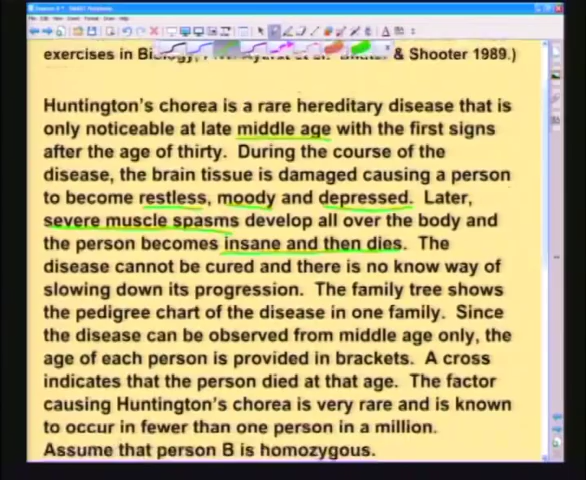 exercises in Biology,
& Shooter 1989.)
Huntington's chorea is a rare hereditary disease that is
only noticeable at late middle age with the first signs
after the age of thirty. During the course of the
disease, the brain tissue is damaged causing a person
to become restless, moody and depressed. Later,
severe muscle spasms develop all over the body and
the person becomes insane and then dies. The
disease cannot be cured and there is no know way of
slowing down its progression. The family tree shows
the pedigree chart of the disease in one family. Since
the disease can be observed from middle age only, the
age of each person is provided in brackets. A cross
indicates that the person died at that age. The factor
causing Huntington's chorea is very rare and is known
to occur in fewer than one person in a million.
Assume that person B is homozygous.